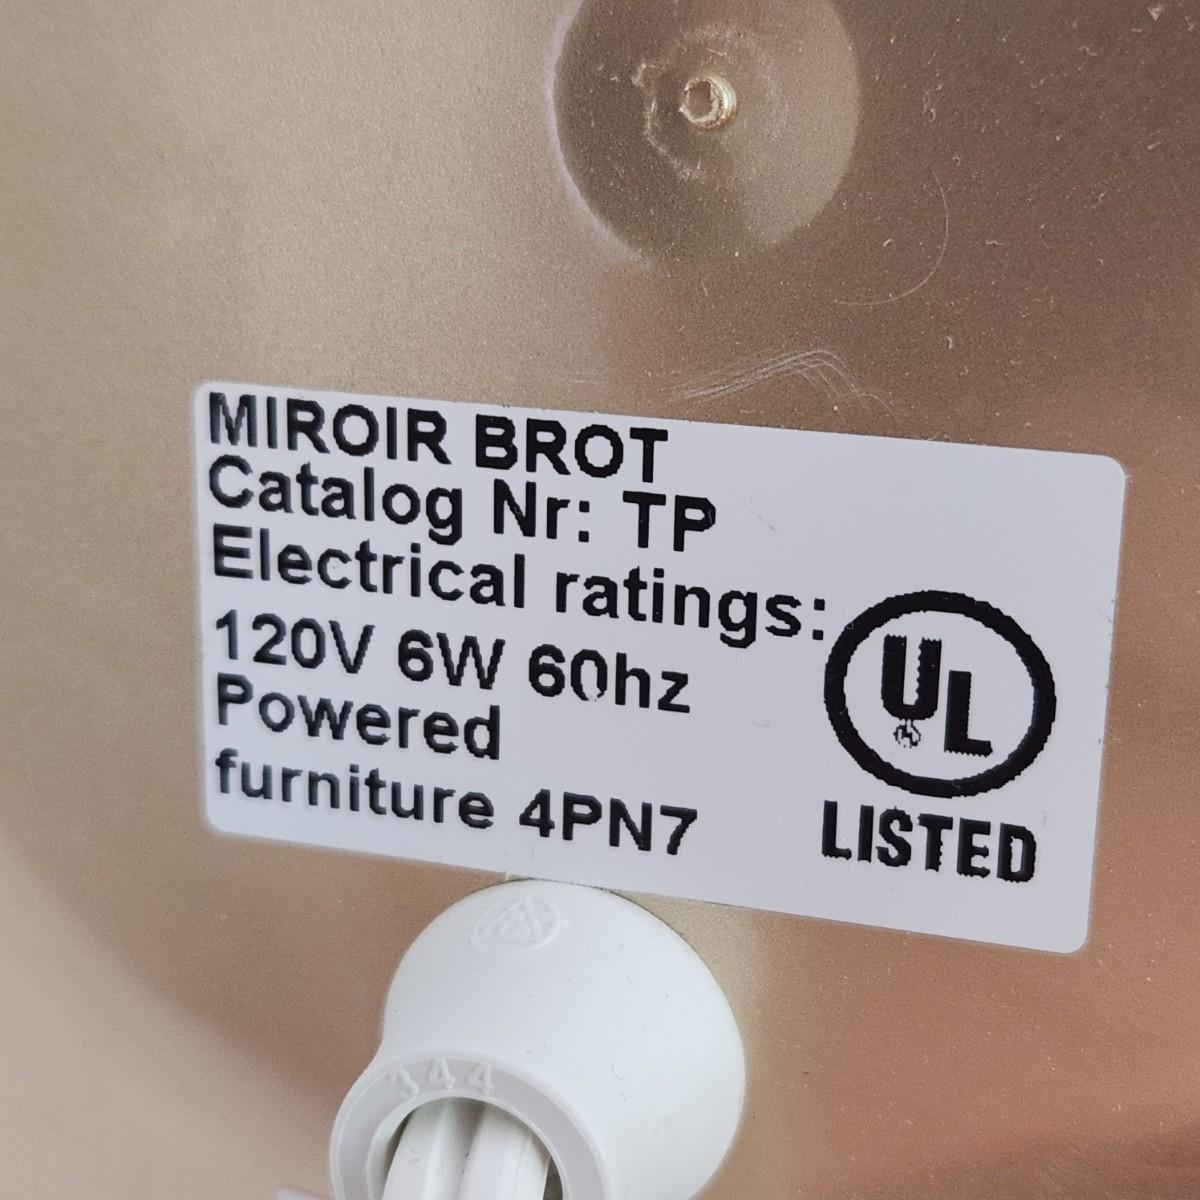 MIROIR BROT
Catalog Nr: TP
Electrical ratings:
120V 6W 60hz
Powered
furniture 4PN7
UL
LISTED
344